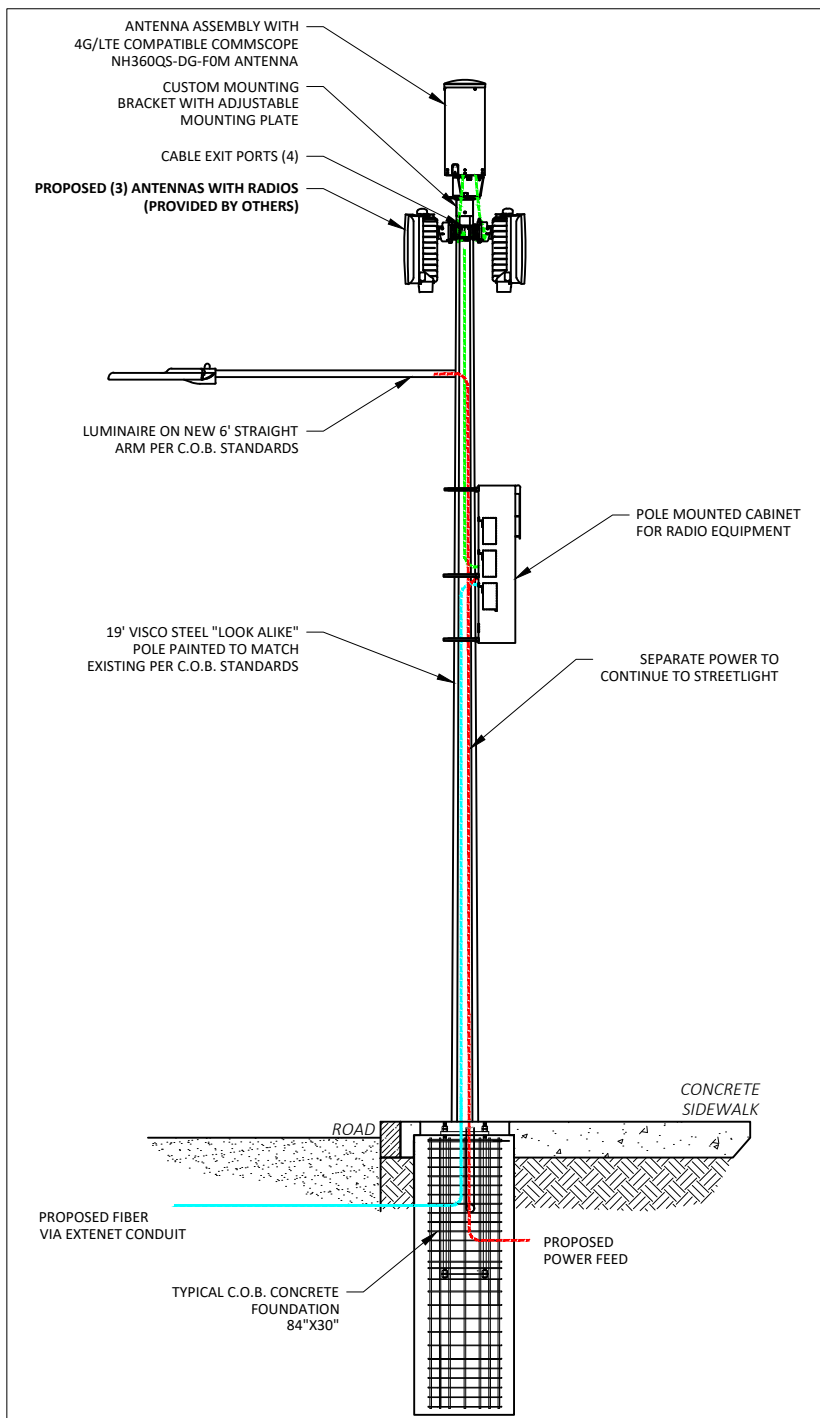 ANTENNA ASSEMBLY WITH
4G/LTE COMPATIBLE COMMSCOPE
NH360QS-DG-F0M ANTENNA
CUSTOM MOUNTING
BRACKET WITH ADJUSTABLE
MOUNTING PLATE
CABLE EXIT PORTS (4)
PROPOSED (3) ANTENNAS WITH RADIOS
(PROVIDED BY OTHERS)
LUMINAIRE ON NEW 6' STRAIGHT
ARM PER C.O.B. STANDARDS
POLE MOUNTED CABINET
FOR RADIO EQUIPMENT
19' VISCO STEEL "LOOK ALIKE"
POLE PAINTED TO MATCH
EXISTING PER C.O.B. STANDARDS
SEPARATE POWER TO
CONTINUE TO STREETLIGHT
CONCRETE
SIDEWALK
ROAD
PROPOSED FIBER
VIA EXTENET CONDUIT
PROPOSED
POWER FEED
TYPICAL C.O.B. CONCRETE
FOUNDATION
84"X30"